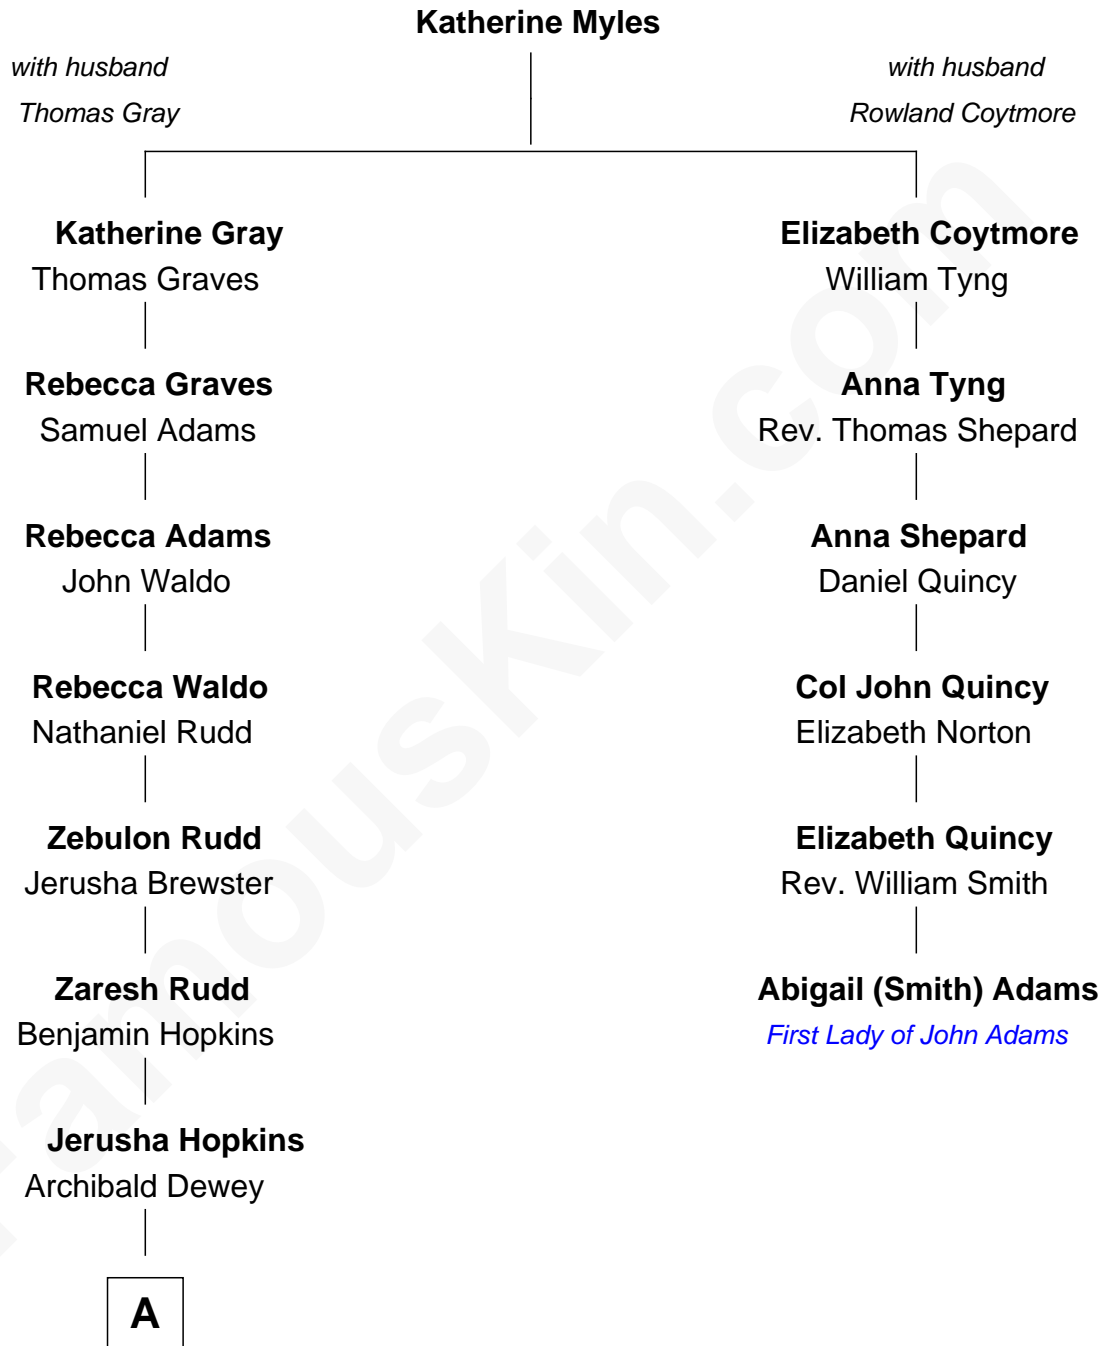 Katherine Myles
with husband
Thomas Gray
with husband
Rowland Coytmore
Katherine Gray
Thomas Graves
Elizabeth Coytmore
William Tyng
Rebecca Graves
Samuel Adams
Anna Tyng
Rev. Thomas Shepard
Rebecca Adams
John Waldo
Anna Shepard
Daniel Quincy
Rebecca Waldo
Nathaniel Rudd
Col John Quincy
Elizabeth Norton
Zebulon Rudd
Jerusha Brewster
Elizabeth Quincy
Rev. William Smith
Zaresh Rudd
Benjamin Hopkins
Abigail (Smith) Adams
First Lady of John Adams
Jerusha Hopkins
Archibald Dewey
A
FamousKin.com